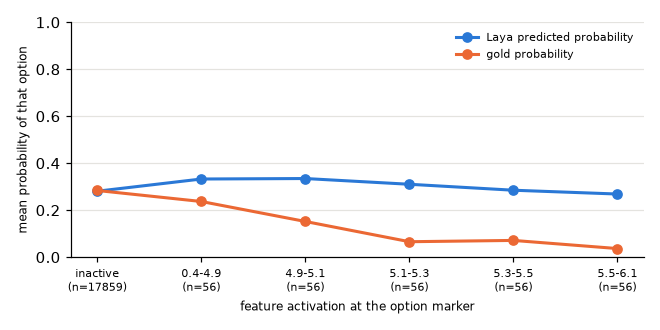 1.0
0.8
0.6
0.4
0.2
0.0
mean probability of that option
Laya predicted probability
gold probability
inactive
(n=17859)
0.4-4.9
(n=56)
4.9-5.1
(n=56)
5.1-5.3
(n=56)
5.3-5.5
(n=56)
5.5-6.1
(n=56)
feature activation at the option marker